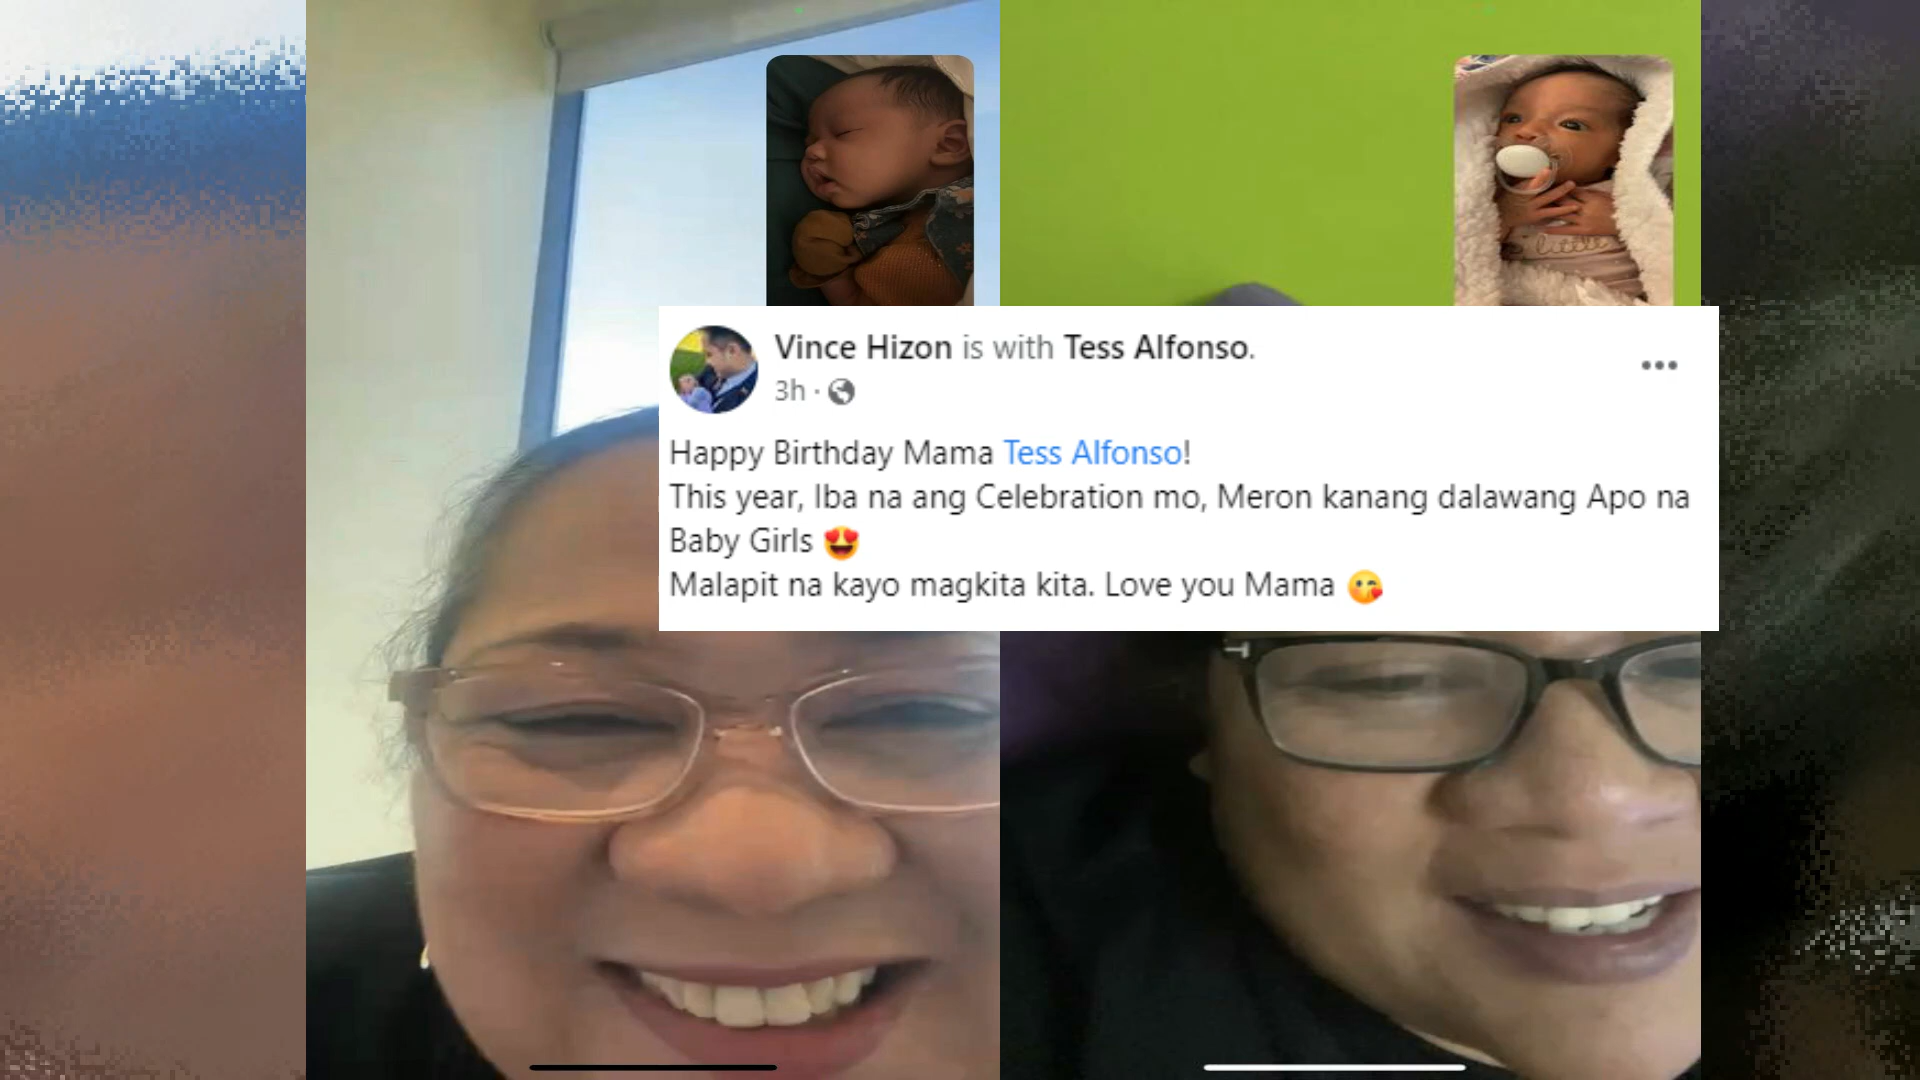 little
Vince Hizon is with Tess Alfonso.
3h ·
Happy Birthday Mama Tess Alfonso!
This year, Iba na ang Celebration mo, Meron kanang dalawang Apo na
Baby Girls 😍
Malapit na kayo magkita kita. Love you Mama 😘